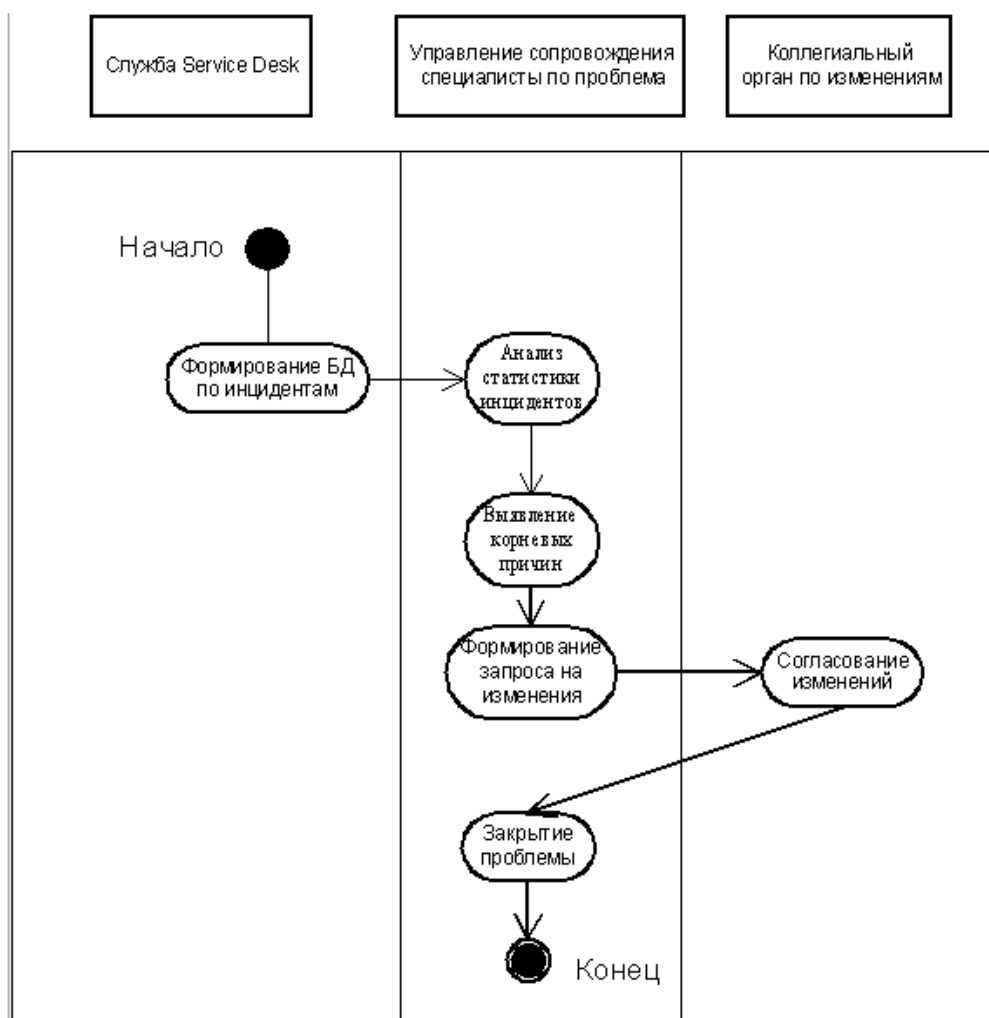 Служба Service Desk
Управление сопровождения
специалисты по проблема
Коллегиальный
орган по изменениям
Начало
Формирование БД
по инцидентам
Анализ
статистики
инцидентов
Выявление
корневых
причин
Формирование
запроса на
изменения
Согласование
изменений
Закрытие
проблемы
Конец